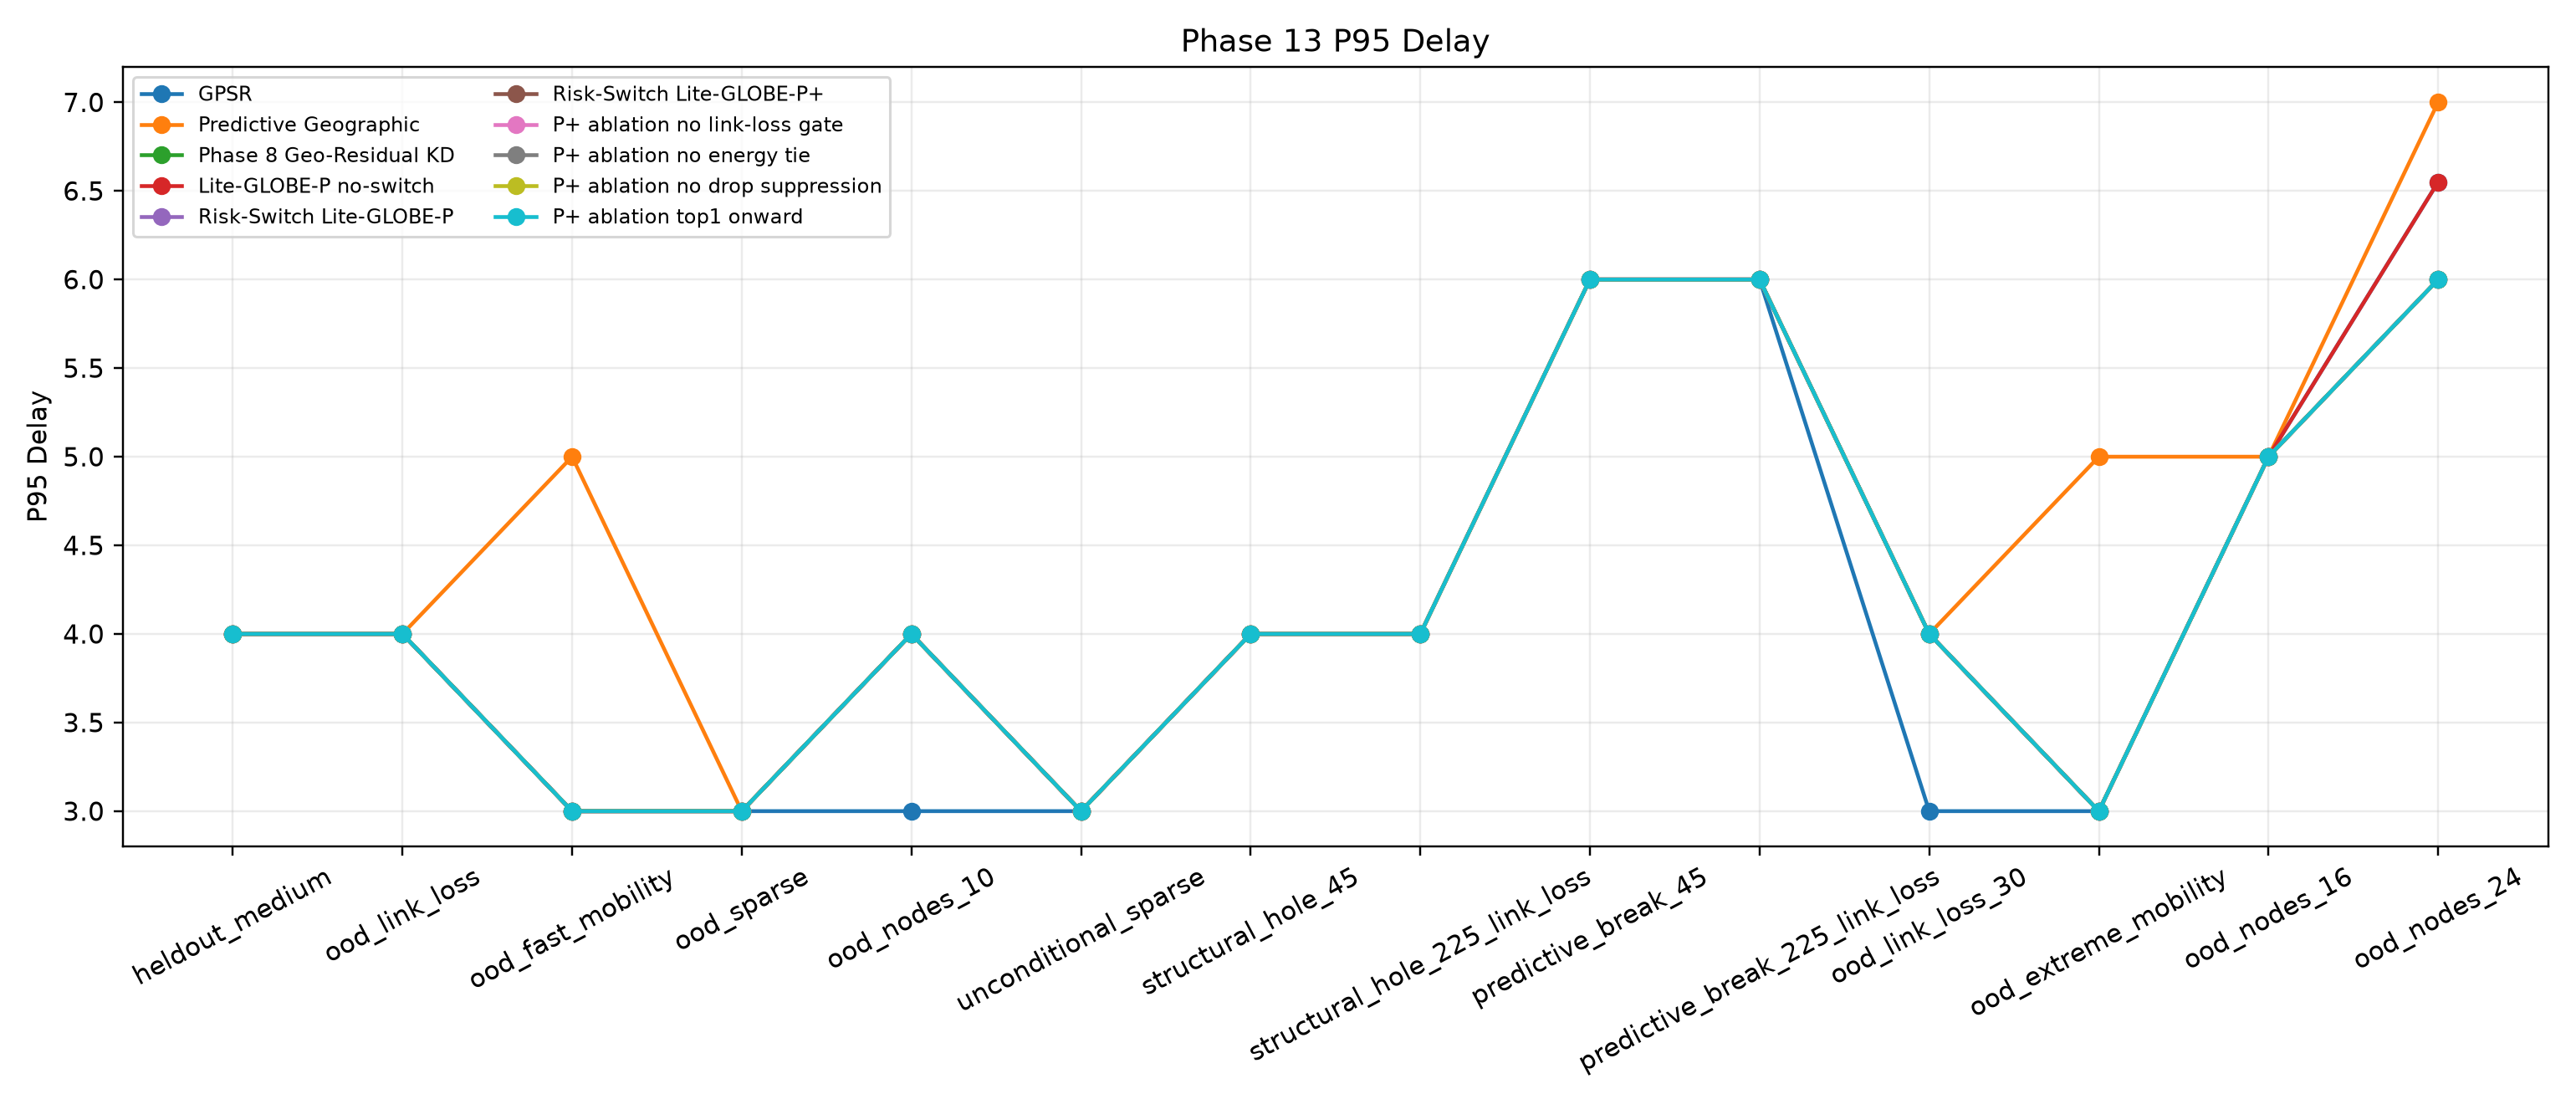 Phase 13 P95 Delay
GPSR
Predictive Geographic
Phase 8 Geo-Residual KD
Lite-GLOBE-P no-switch
Risk-Switch Lite-GLOBE-P
Risk-Switch Lite-GLOBE-P+
P+ ablation no link-loss gate
P+ ablation no energy tie
P+ ablation no drop suppression
P+ ablation top1 onward
P95 Delay
7.0
6.5
6.0
5.5
5.0
4.5
4.0
3.5
3.0
heldout_medium
ood_link_loss
ood_fast_mobility
ood_sparse
ood_nodes_10
unconditional_sparse
structural_hole_45
structural_hole_225_link_loss
predictive_break_45
predictive_break_225_link_loss
ood_link_loss_30
ood_extreme_mobility
ood_nodes_16
ood_nodes_24